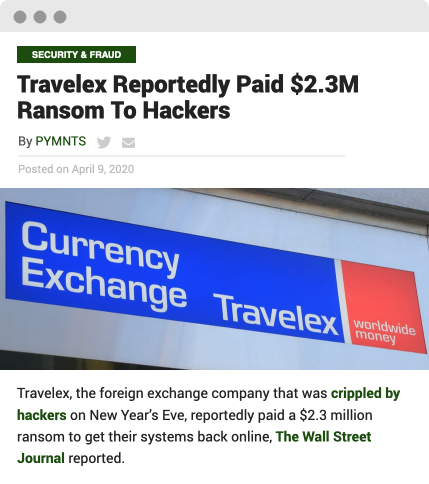 SECURITY & FRAUD
Travelex Reportedly Paid $2.3M
Ransom To Hackers
By PYMNTS
Posted on April 9, 2020
Currency
Exchange Travelex
worldwide
money
Travelex, the foreign exchange company that was crippled by
hackers on New Year’s Eve, reportedly paid a $2.3 million
ransom to get their systems back online, The Wall Street
Journal reported.